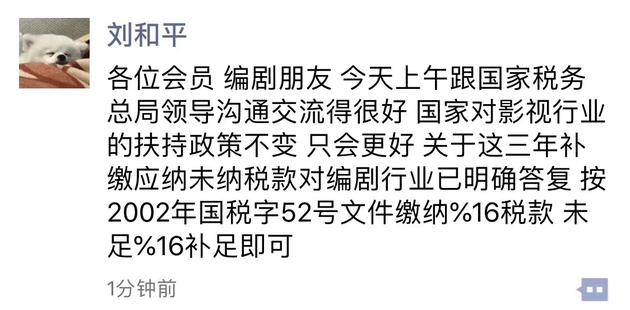 刘和平
各位会员 编剧朋友 今天上午跟国家税务
总局领导沟通交流得很好 国家对影视行业
的扶持政策不变 只会更好 关于这三年补
缴应纳未纳税款对编剧行业已明确答复 按
2002年国税字52号文件缴纳%16税款 未
足%16补足即可
1分钟前